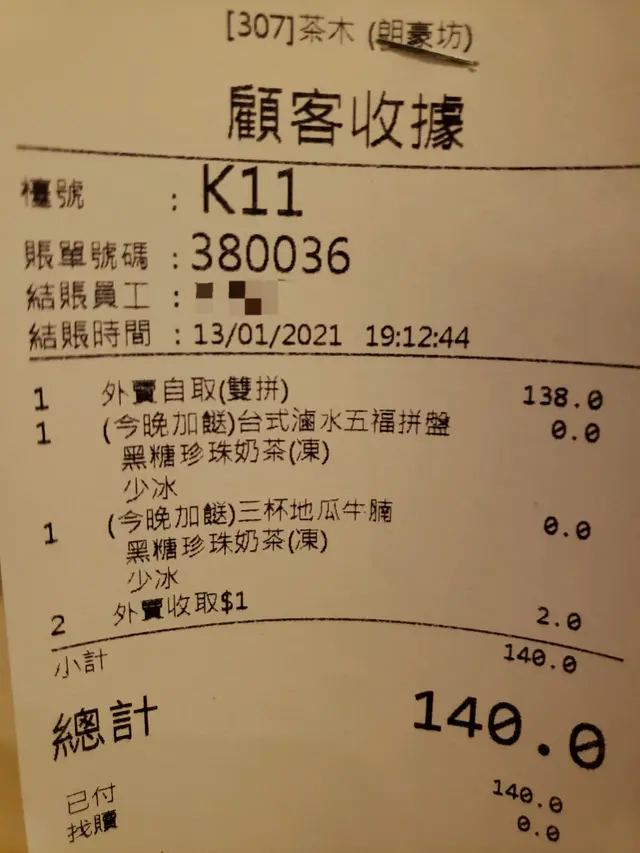 [307]茶木 (朗豪坊)
顧客收據
檯號 : K11
賬單號碼 : 380036
結賬員工 :
結賬時間 : 13/01/2021 19:12:44
1 外賣自取(雙拼) 138.0
1 (今晚加餸)台式滷水五福拼盤 0.0
黑糖珍珠奶茶(凍)
少冰
1 (今晚加餸)三杯地瓜牛腩 0.0
黑糖珍珠奶茶(凍)
少冰
2 外賣收取$1 2.0
小計 140.0
總計 140.0
已付 140.0
找贖 0.0